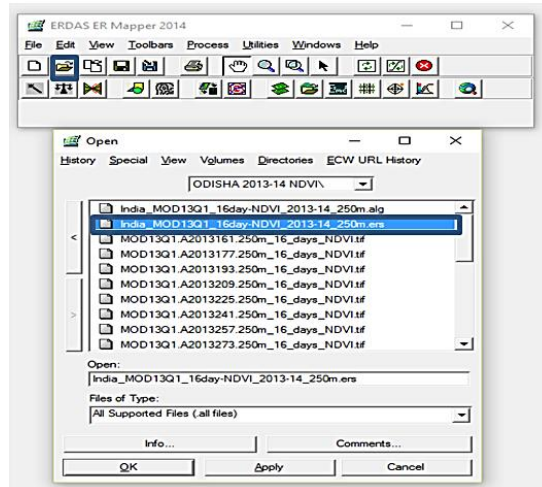 ERDAS ER Mapper 2014
File Edit View Toolbars Process Utilities Windows Help
Open
History Special View Volumes Directories ECW URL History
ODISHA 2013-14 NDVI\
India_MOD13Q1_16day-NDVI_2013-14_250m.alg
India_MOD13Q1_16day-NDVI_2013-14_250m.ers
MOD13Q1.A2013161.250m_16_days_NDVI.tif
MOD13Q1.A2013177.250m_16_days_NDVI.tif
MOD13Q1.A2013193.250m_16_days_NDVI.tif
MOD13Q1.A2013209.250m_16_days_NDVI.tif
MOD13Q1.A2013225.250m_16_days_NDVI.tif
MOD13Q1.A2013241.250m_16_days_NDVI.tif
MOD13Q1.A2013257.250m_16_days_NDVI.tif
MOD13Q1.A2013273.250m_16_days_NDVI.tif
Open:
India_MOD13Q1_16day-NDVI_2013-14_250m.ers
Files of Type:
All Supported Files (.all files)
Info... Comments...
OK Apply Cancel